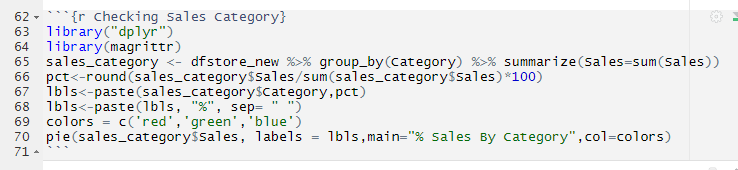 62 ```{r Checking Sales Category}
63 library("dplyr")
64 library(magrittr)
65 sales_category <- dfstore_new %>% group_by(Category) %>% summarize(Sales=sum(Sales))
66 pct<-round(sales_category$Sales/sum(sales_category$Sales)*100)
67 lbls<-paste(sales_category$Category,pct)
68 lbls<-paste(lbls, "%", sep= " ")
69 colors = c('red','green','blue')
70 pie(sales_category$Sales, labels = lbls,main="% Sales By Category",col=colors)
71 ```